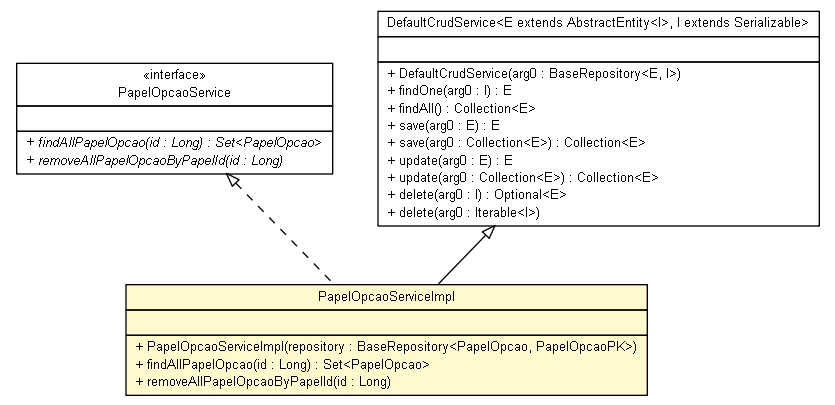 «interface»
PapelOpcaoService
+ findAllPapelOpcao(id : Long) : Set<PapelOpcao>
+ removeAllPapelOpcaoByPapelId(id : Long)
DefaultCrudService<E extends AbstractEntity<I>, I extends Serializable>
+ DefaultCrudService(arg0 : BaseRepository<E, I>)
+ findOne(arg0 : I) : E
+ findAll() : Collection<E>
+ save(arg0 : E) : E
+ save(arg0 : Collection<E>) : Collection<E>
+ update(arg0 : E) : E
+ update(arg0 : Collection<E>) : Collection<E>
+ delete(arg0 : I) : Optional<E>
+ delete(arg0 : Iterable<I>)
PapelOpcaoServiceImpl
+ PapelOpcaoServiceImpl(repository : BaseRepository<PapelOpcao, PapelOpcaoPK>)
+ findAllPapelOpcao(id : Long) : Set<PapelOpcao>
+ removeAllPapelOpcaoByPapelId(id : Long)